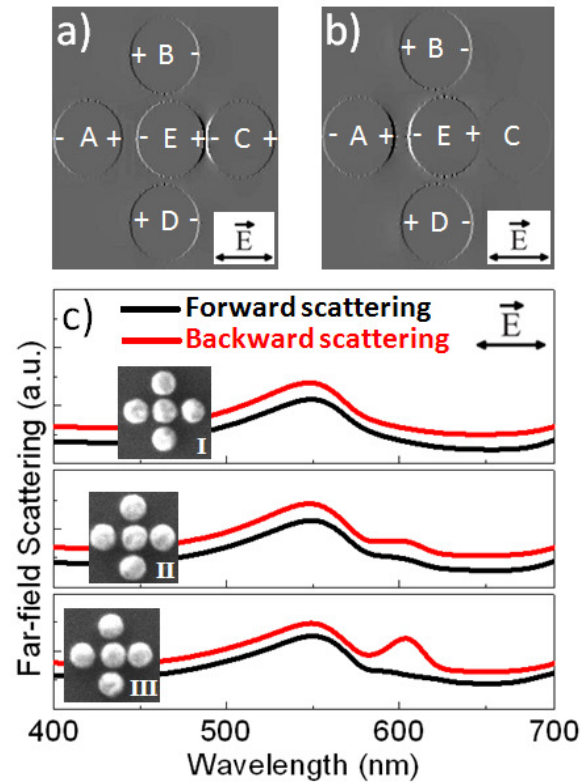 a)
+ B -
- A + - E + - C +
+ D -
E
b)
+ B -
- A + - E + C
+ D -
E
c)
Forward scattering
Backward scattering
E
I
II
III
Far-field Scattering (a.u.)
400 500 600 700
Wavelength (nm)